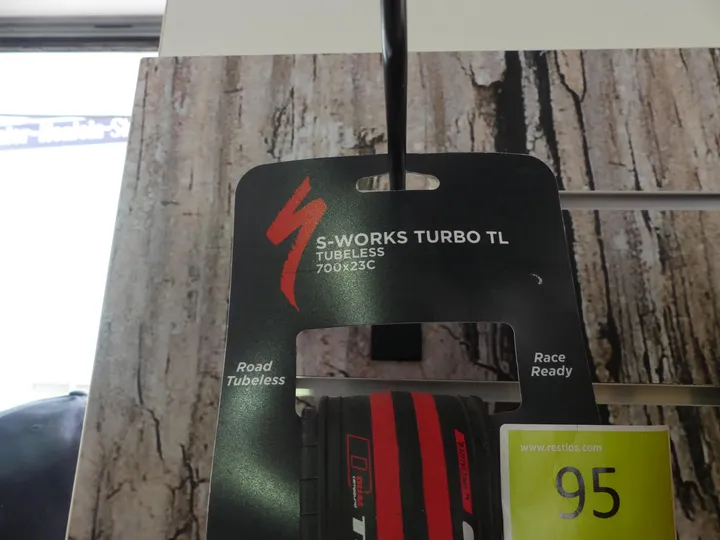 S-WORKS TURBO TL
TUBELESS
700x23C
Road
Tubeless
Race
Ready
www.restids.com
95